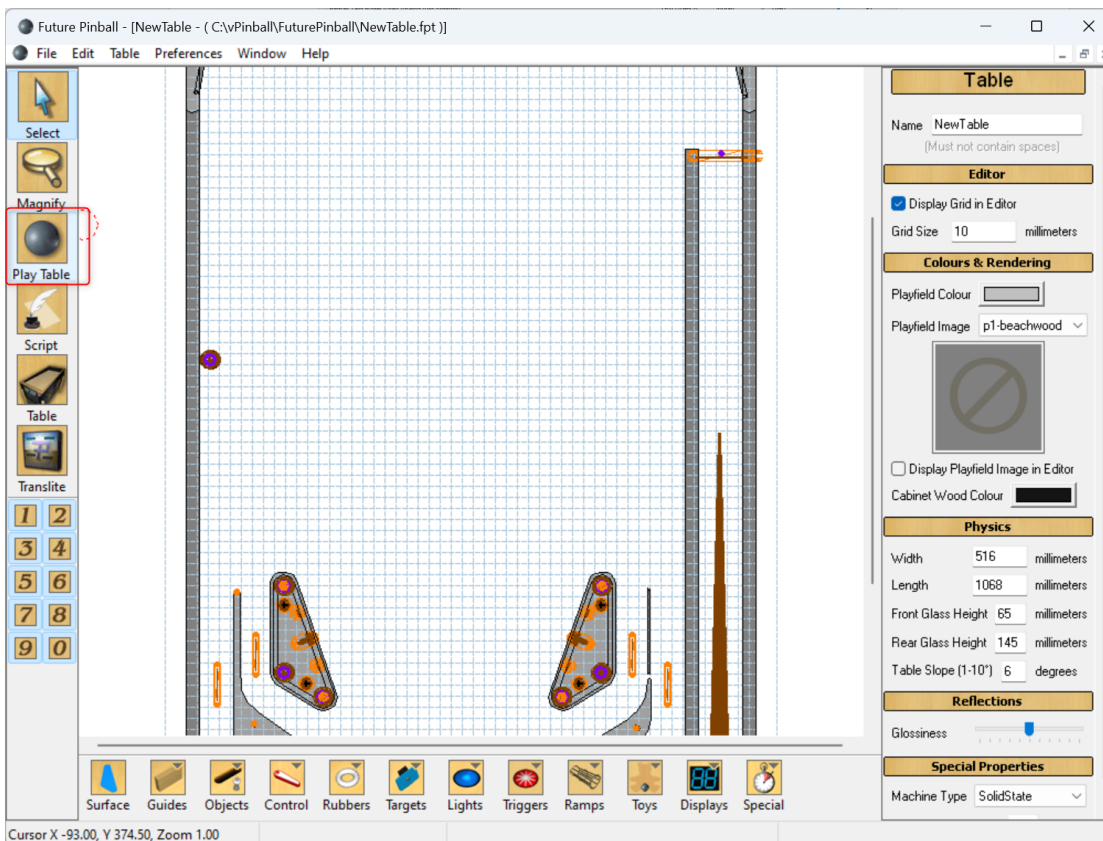 Future Pinball - [NewTable - ( C:\vPinball\FuturePinball\NewTable.fpt )]
File Edit Table Preferences Window Help
Select
Magnify
Play Table
Script
Table
Translite
1 2
3 4
5 6
7 8
9 0
Table
Name NewTable
(Must not contain spaces)
Editor
Display Grid in Editor
Grid Size 10 millimeters
Colours & Rendering
Playfield Colour
Playfield Image p1-beachwood
Display Playfield Image in Editor
Cabinet Wood Colour
Physics
Width 516 millimeters
Length 1068 millimeters
Front Glass Height 65 millimeters
Rear Glass Height 145 millimeters
Table Slope (1-10°) 6 degrees
Reflections
Glossiness
Special Properties
Machine Type SolidState
Surface Guides Objects Control Rubbers Targets Lights Triggers Ramps Toys Displays Special
Cursor X -93.00, Y 374.50, Zoom 1.00